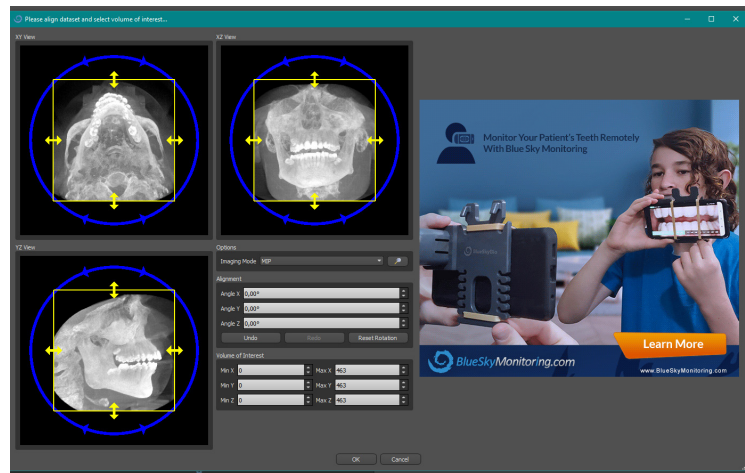 Please align dataset and select volume of interest...
XY View
XZ View
YZ View
Options
Imaging Mode MIP
Alignment
Angle X 0,00°
Angle Y 0,00°
Angle Z 0,00°
Undo Redo Reset Rotation
Volume of Interest
Min X 0 Max X 463
Min Y 0 Max Y 463
Min Z 0 Max Z 463
OK Cancel
Monitor Your Patient's Teeth Remotely
With Blue Sky Monitoring
BlueSkyBio
Learn More
BlueSkyMonitoring.com
www.BlueSkyMonitoring.com